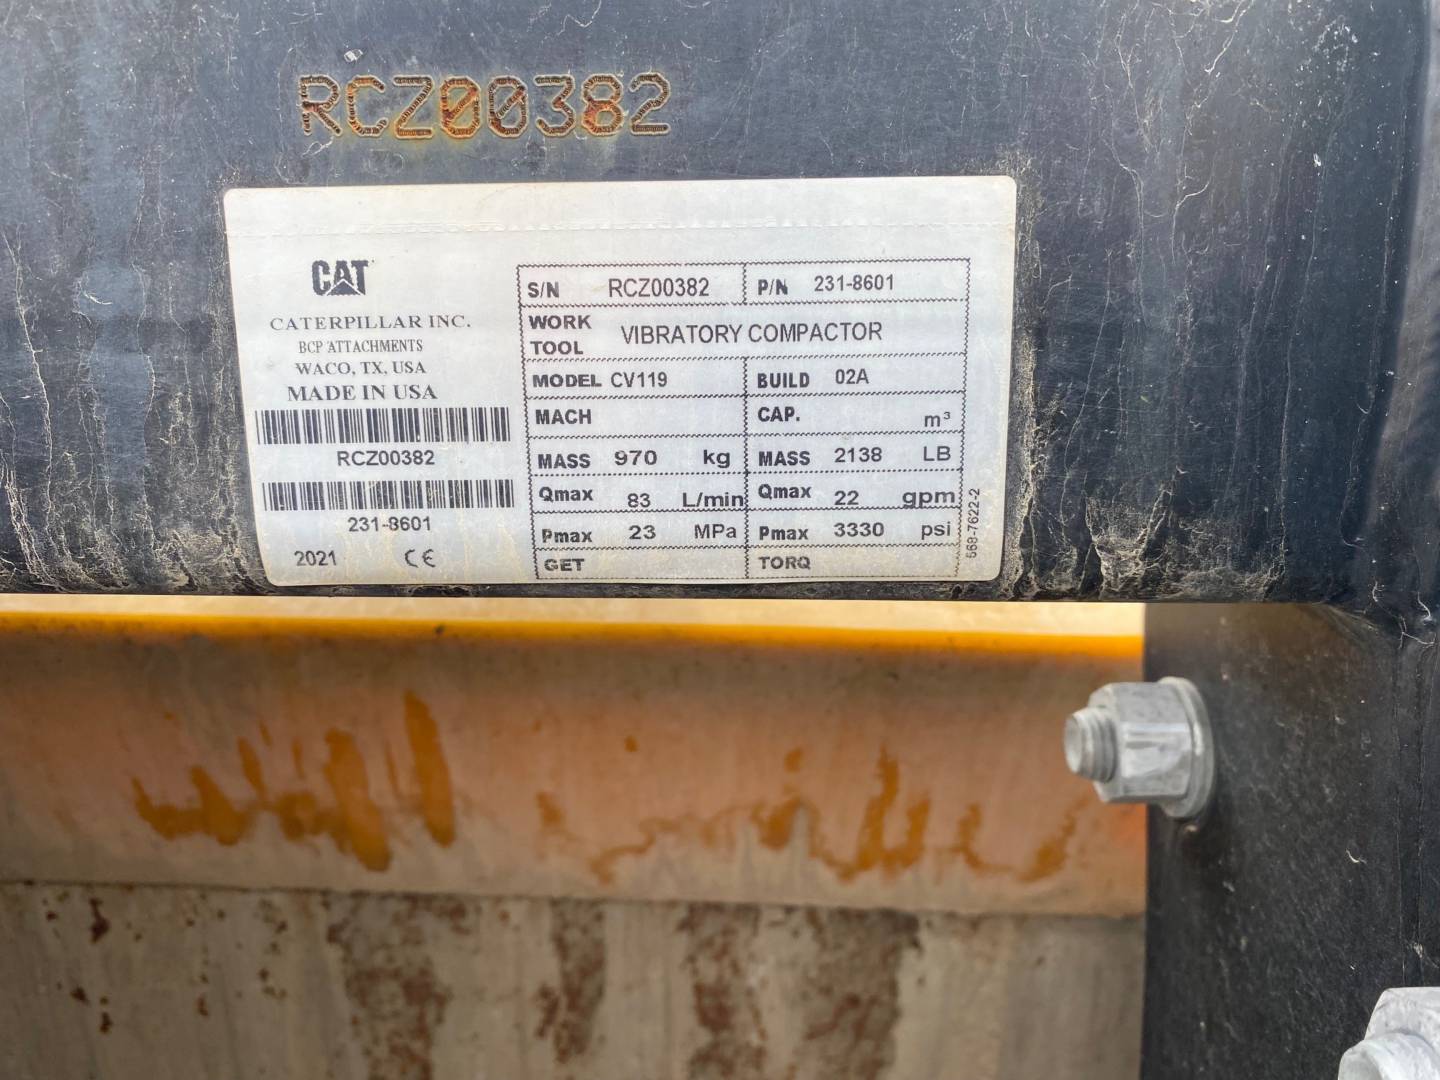 RCZ00382
CAT
CATERPILLAR INC.
BCP ATTACHMENTS
WACO, TX, USA
MADE IN USA
RCZ00382
231-8601
2021 CE
S/N RCZ00382 P/N 231-8601
WORK TOOL VIBRATORY COMPACTOR
MODEL CV119 BUILD 02A
MACH CAP. m³
MASS 970 kg MASS 2138 LB
Qmax 83 L/min Qmax 22 gpm
Pmax 23 MPa Pmax 3330 psi
GET TORQ
568-7622-2